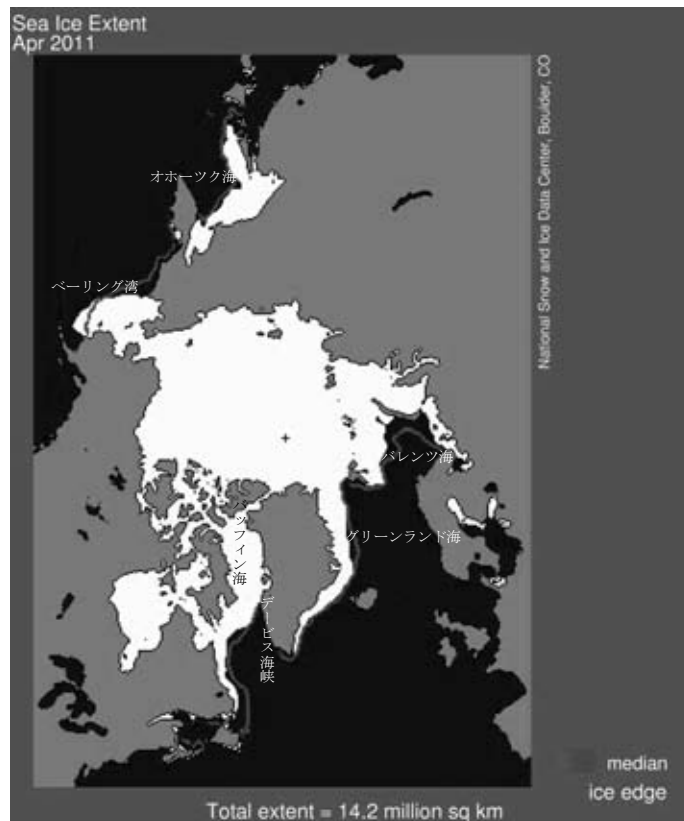 Sea Ice Extent
Apr 2011
National Snow and Ice Data Center, Boulder, CO
オホーツク海
ベーリング湾
バレンツ海
グリーンランド海
ッフィン海
デービス海峡
median
ice edge
Total extent = 14.2 million sq km